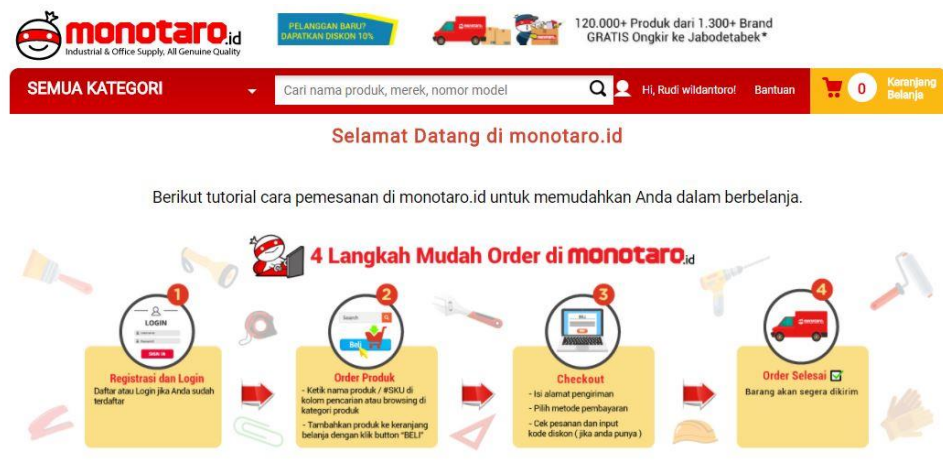 monotaro.id
Industrial & Office Supply, All Genuine Quality
PELANGGAN BARU?
DAPATKAN DISKON 10%
120.000+ Produk dari 1.300+ Brand
GRATIS Ongkir ke Jabodetabek*
SEMUA KATEGORI
Cari nama produk, merek, nomor model
Hi, Rudi wildantoro!
Bantuan
0
Keranjang
Belanja
Selamat Datang di monotaro.id
Berikut tutorial cara pemesanan di monotaro.id untuk memudahkan Anda dalam berbelanja.
4 Langkah Mudah Order di monotaro.id
1
LOGIN
SIGN IN
Registrasi dan Login
Daftar atau Login jika Anda sudah
terdaftar
2
Search
Beli
Order Produk
- Ketik nama produk / #SKU di
kolom pencarian atau browsing di
kategori produk
- Tambahkan produk ke keranjang
belanja dengan klik button "BELI"
3
Checkout
- Isi alamat pengiriman
- Pilih metode pembayaran
- Cek pesanan dan input
kode diskon ( jika anda punya )
4
Order Selesai
Barang akan segera dikirim